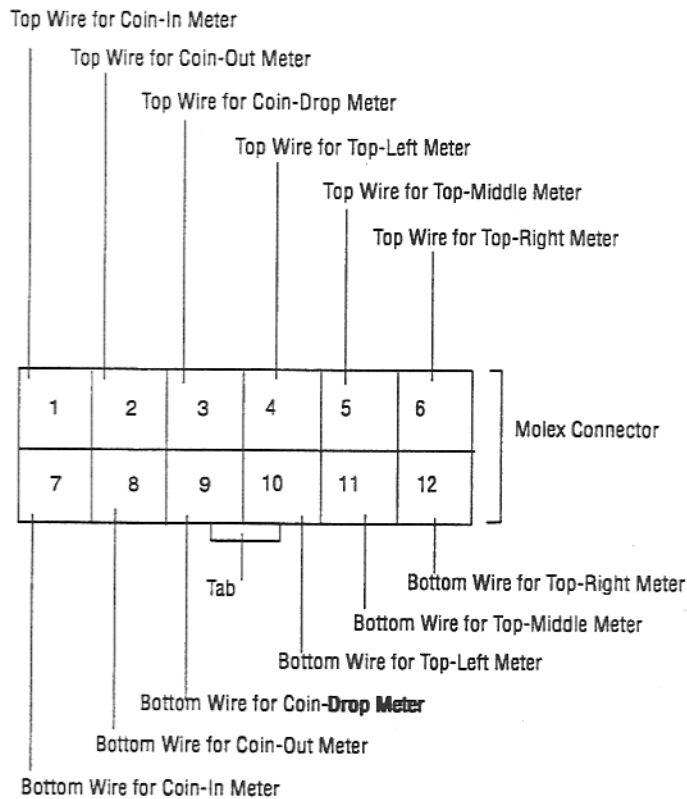 Top Wire for Coin-In Meter
Top Wire for Coin-Out Meter
Top Wire for Coin-Drop Meter
Top Wire for Top-Left Meter
Top Wire for Top-Middle Meter
Top Wire for Top-Right Meter
1 2 3 4 5 6
Molex Connector
7 8 9 10 11 12
Tab
Bottom Wire for Top-Right Meter
Bottom Wire for Top-Middle Meter
Bottom Wire for Top-Left Meter
Bottom Wire for Coin-Drop Meter
Bottom Wire for Coin-Out Meter
Bottom Wire for Coin-In Meter